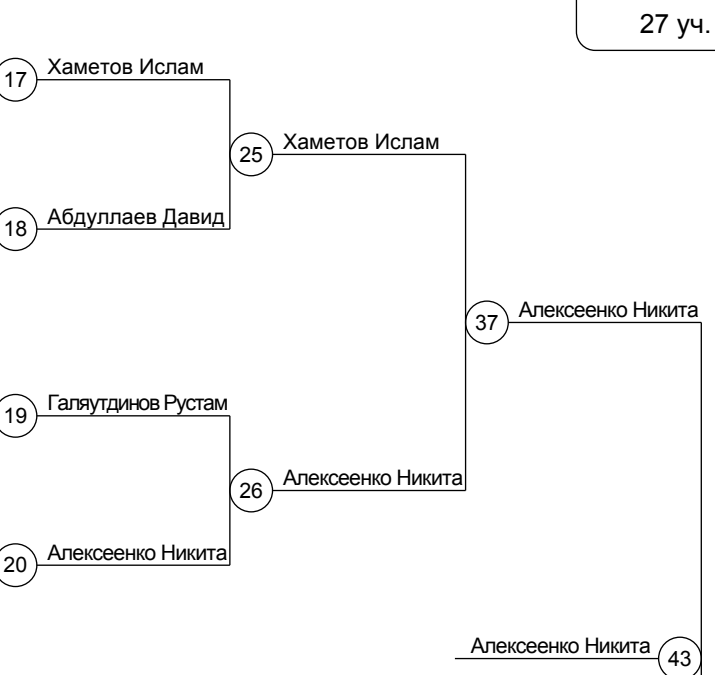 27 уч.
17 Хаметов Ислам
25 Хаметов Ислам
18 Абдуллаев Давид
37 Алексеенко Никита
19 Галяутдинов Рустам
26 Алексеенко Никита
20 Алексеенко Никита
Алексеенко Никита 43